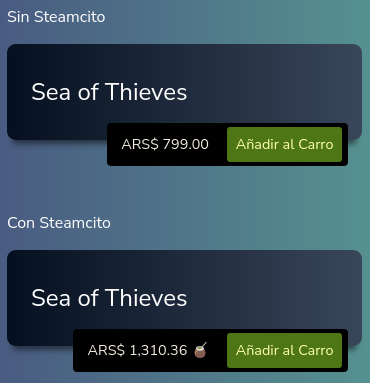 Sin Steamcito
Sea of Thieves
ARS$ 799.00 Añadir al Carro
Con Steamcito
Sea of Thieves
ARS$ 1,310.36 🧉 Añadir al Carro